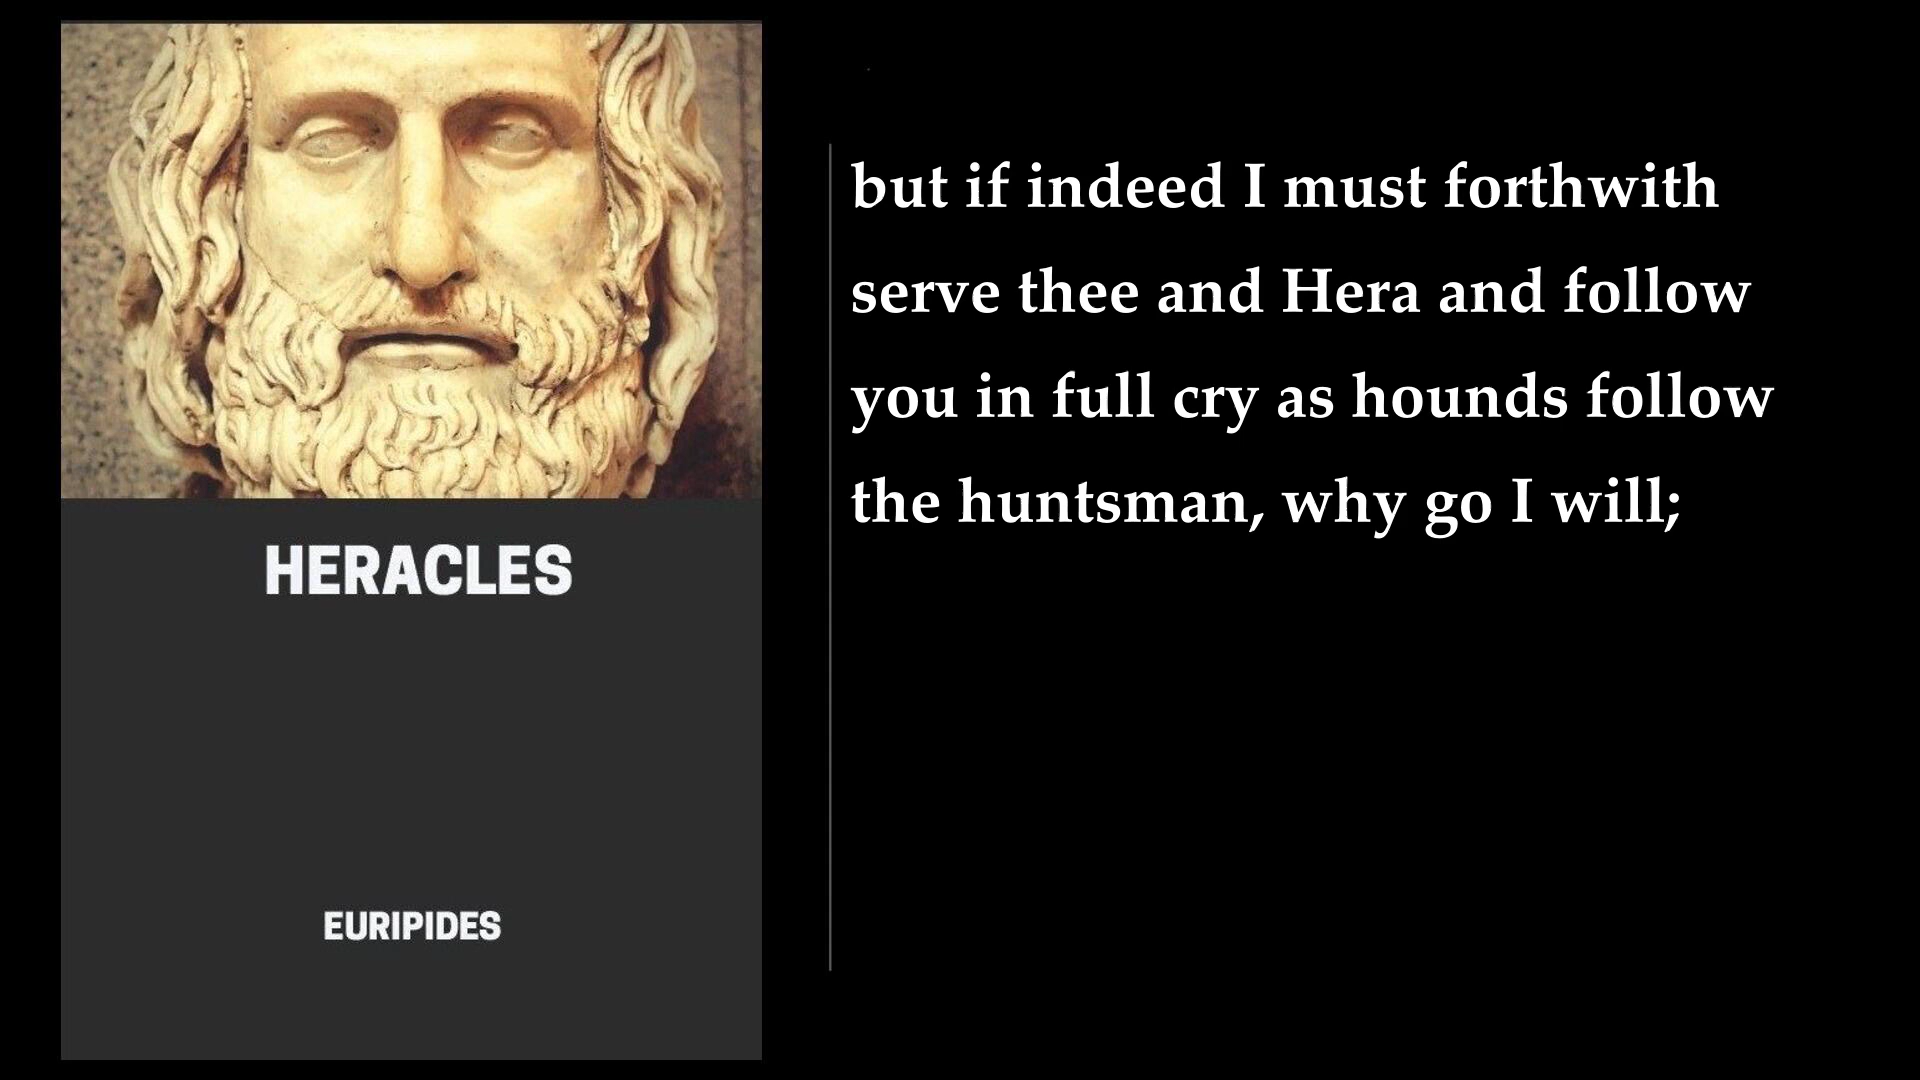 HERACLES
EURIPIDES
but if indeed I must forthwith
serve thee and Hera and follow
you in full cry as hounds follow
the huntsman, why go I will;